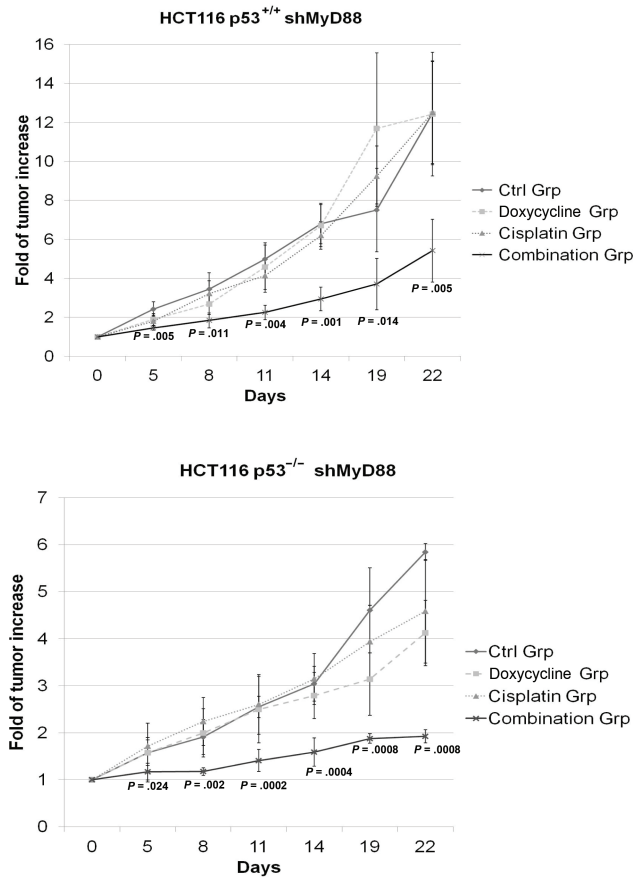 HCT116 p53+/+ shMyD88
Fold of tumor increase
16
14
12
10
8
6
4
2
0
P = .005
P = .011
P = .004
P = .001
P = .014
P = .005
0 5 8 11 14 19 22
Days
Ctrl Grp
Doxycycline Grp
Cisplatin Grp
Combination Grp
HCT116 p53−/− shMyD88
Fold of tumor increase
7
6
5
4
3
2
1
0
P = .024
P = .002
P = .0002
P = .0004
P = .0008
P = .0008
0 5 8 11 14 19 22
Days
Ctrl Grp
Doxycycline Grp
Cisplatin Grp
Combination Grp